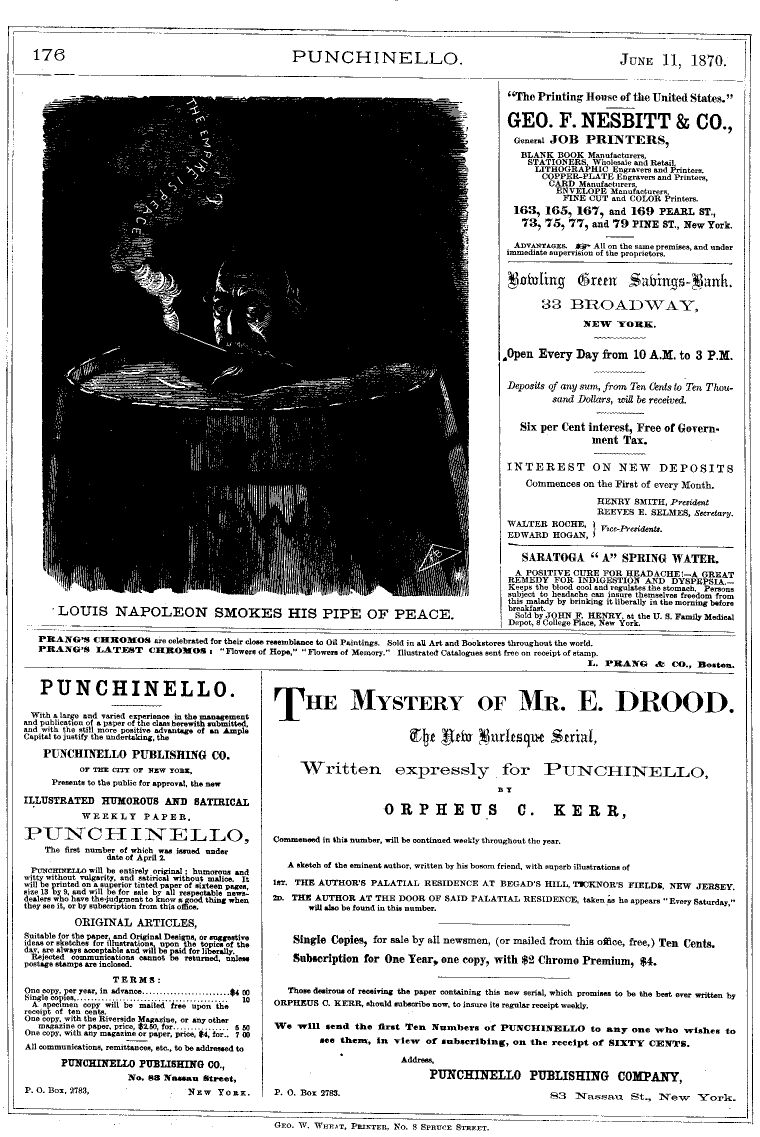 176
PUNCHINELLO.
JUNE 11, 1870.
THE EMPIRE IS PEACE
LOUIS NAPOLEON SMOKES HIS PIPE OF PEACE.
"The Printing House of the United States."
GEO. F. NESBITT & CO.,
General JOB PRINTERS,
BLANK BOOK Manufacturers,
STATIONERS, Wholesale and Retail,
LITHOGRAPHIC Engravers and Printers.
COPPER-PLATE Engravers and Printers,
CARD Manufacturers,
ENVELOPE Manufacturers,
FINE CUT and COLOR Printers.
163, 165, 167, and 169 PEARL ST.,
73, 75, 77, and 79 PINE ST., New York.
ADVANTAGES. ☞ All on the same premises, and under
immediate supervision of the proprietors.
Bowling Green Savings-Bank.
33 BROADWAY,
NEW YORK.
Open Every Day from 10 A.M. to 3 P.M.
Deposits of any sum, from Ten Cents to Ten Thou-
sand Dollars, will be received.
Six per Cent interest, Free of Govern-
ment Tax.
INTEREST ON NEW DEPOSITS
Commences on the First of every Month.
HENRY SMITH, President
REEVES E. SELMES, Secretary.
WALTER ROCHE, } Vice-Presidents.
EDWARD HOGAN, }
SARATOGA "A" SPRING WATER.
A POSITIVE CURE FOR HEADACHE!—A GREAT
REMEDY FOR INDIGESTION AND DYSPEPSIA.—
Keeps the blood cool and regulates the stomach. Persons
subject to headache can insure themselves freedom from
this malady by brinking it liberally in the morning before
breakfast.
Sold by JOHN F. HENRY, at the U. S. Family Medical
Depot, 8 College Place, New York.
PRANG'S CHROMOS are celebrated for their close resemblance to Oil Paintings. Sold in all Art and Bookstores throughout the world.
PRANG'S LATEST CHROMOS: "Flowers of Hope," "Flowers of Memory." Illustrated Catalogues sent free on receipt of stamp.
L. PRANG & CO., Boston.
PUNCHINELLO.
With a large and varied experience in the management
and publication of a paper of the class herewith submitted,
and with the still more positive advantage of an Ample
Capital to justify the undertaking, the
PUNCHINELLO PUBLISHING CO.
OF THE CITY OF NEW YORK,
Presents to the public for approval, the new
ILLUSTRATED HUMOROUS AND SATIRICAL
WEEKLY PAPER,
PUNCHINELLO,
The first number of which was issued under
date of April 2.
PUNCHINELLO will be entirely original; humorous and
witty without vulgarity, and satirical without malice. It
will be printed on a superior tinted paper of sixteen pages,
size 13 by 9, and will be for sale by all respectable news-
dealers who have the judgment to know a good thing when
they see it, or by subscription from this office.
ORIGINAL ARTICLES,
Suitable for the paper, and Original Designs, or suggestive
ideas or sketches for illustrations, upon the topics of the
day, are always acceptable and will be paid for liberally.
Rejected communications cannot be returned, unless
postage stamps are inclosed.
TERMS:
One copy, per year, in advance.....................$4 00
Single copies,.......................................... 10
A specimen copy will be mailed free upon the
receipt of ten cents.
One copy, with the Riverside Magazine, or any other
magazine or paper, price, $2.50, for............... 5 50
One copy, with any magazine or paper, price, $4, for.. 7 00
All communications, remittances, etc., to be addressed to
PUNCHINELLO PUBLISHING CO.,
No. 83 Nassau Street,
P. O. Box, 2783, NEW YORK.
THE MYSTERY OF MR. E. DROOD.
The New Burlesque Serial,
Written expressly for PUNCHINELLO,
BY
ORPHEUS C. KERR,
Commenced in this number, will be continued weekly throughout the year.
A sketch of the eminent author, written by his bosom friend, with superb illustrations of
1ST. THE AUTHOR'S PALATIAL RESIDENCE AT BEGAD'S HILL, TICKNOR'S FIELDS, NEW JERSEY.
2D. THE AUTHOR AT THE DOOR OF SAID PALATIAL RESIDENCE, taken as he appears "Every Saturday,"
will also be found in this number.
Single Copies, for sale by all newsmen, (or mailed from this office, free,) Ten Cents.
Subscription for One Year, one copy, with $2 Chromo Premium, $4.
Those desirous of receiving the paper containing this new serial, which promises to be the best ever written by
ORPHEUS C. KERR, should subscribe now, to insure its regular receipt weekly.
We will send the first Ten Numbers of PUNCHINELLO to any one who wishes to
see them, in view of subscribing, on the receipt of SIXTY CENTS.
Address,
PUNCHINELLO PUBLISHING COMPANY,
P. O. Box 2783. 83 Nassau St., New York.
GEO. W. WHEAT, PRINTER, NO. 8 SPRUCE STREET.